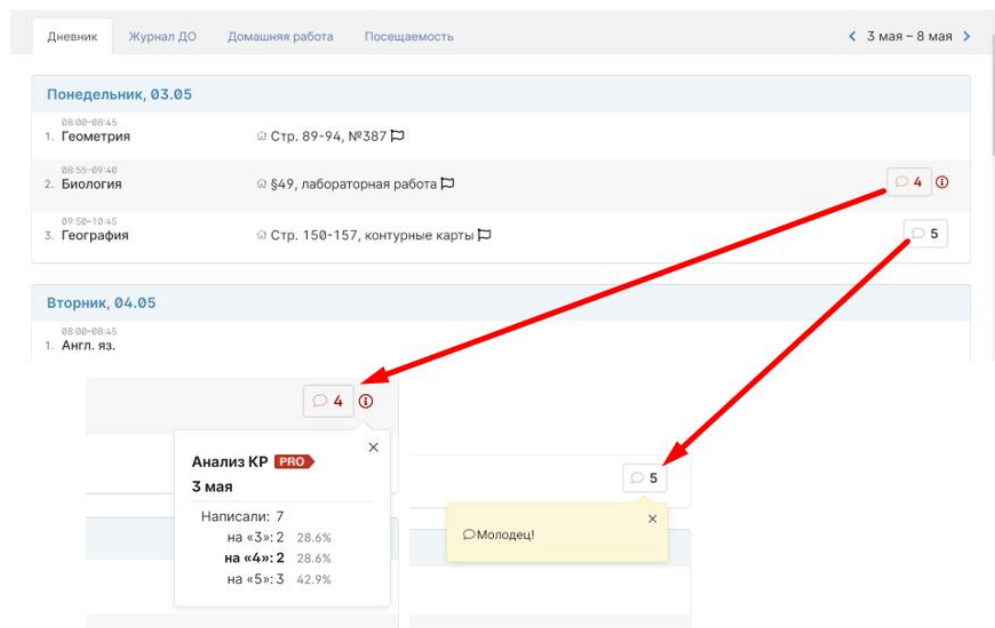 Дневник Журнал ДО Домашняя работа Посещаемость 3 мая – 8 мая
Понедельник, 03.05
08:00–08:45
1. Геометрия Стр. 89-94, №387
08:55–09:40
2. Биология §49, лабораторная работа 4
09:50–10:45
3. География Стр. 150-157, контурные карты 5
Вторник, 04.05
08:00–08:45
1. Англ. яз.
4
Анализ КР PRO
3 мая
Написали: 7
на «3»: 2 28.6%
на «4»: 2 28.6%
на «5»: 3 42.9%
5
Молодец!